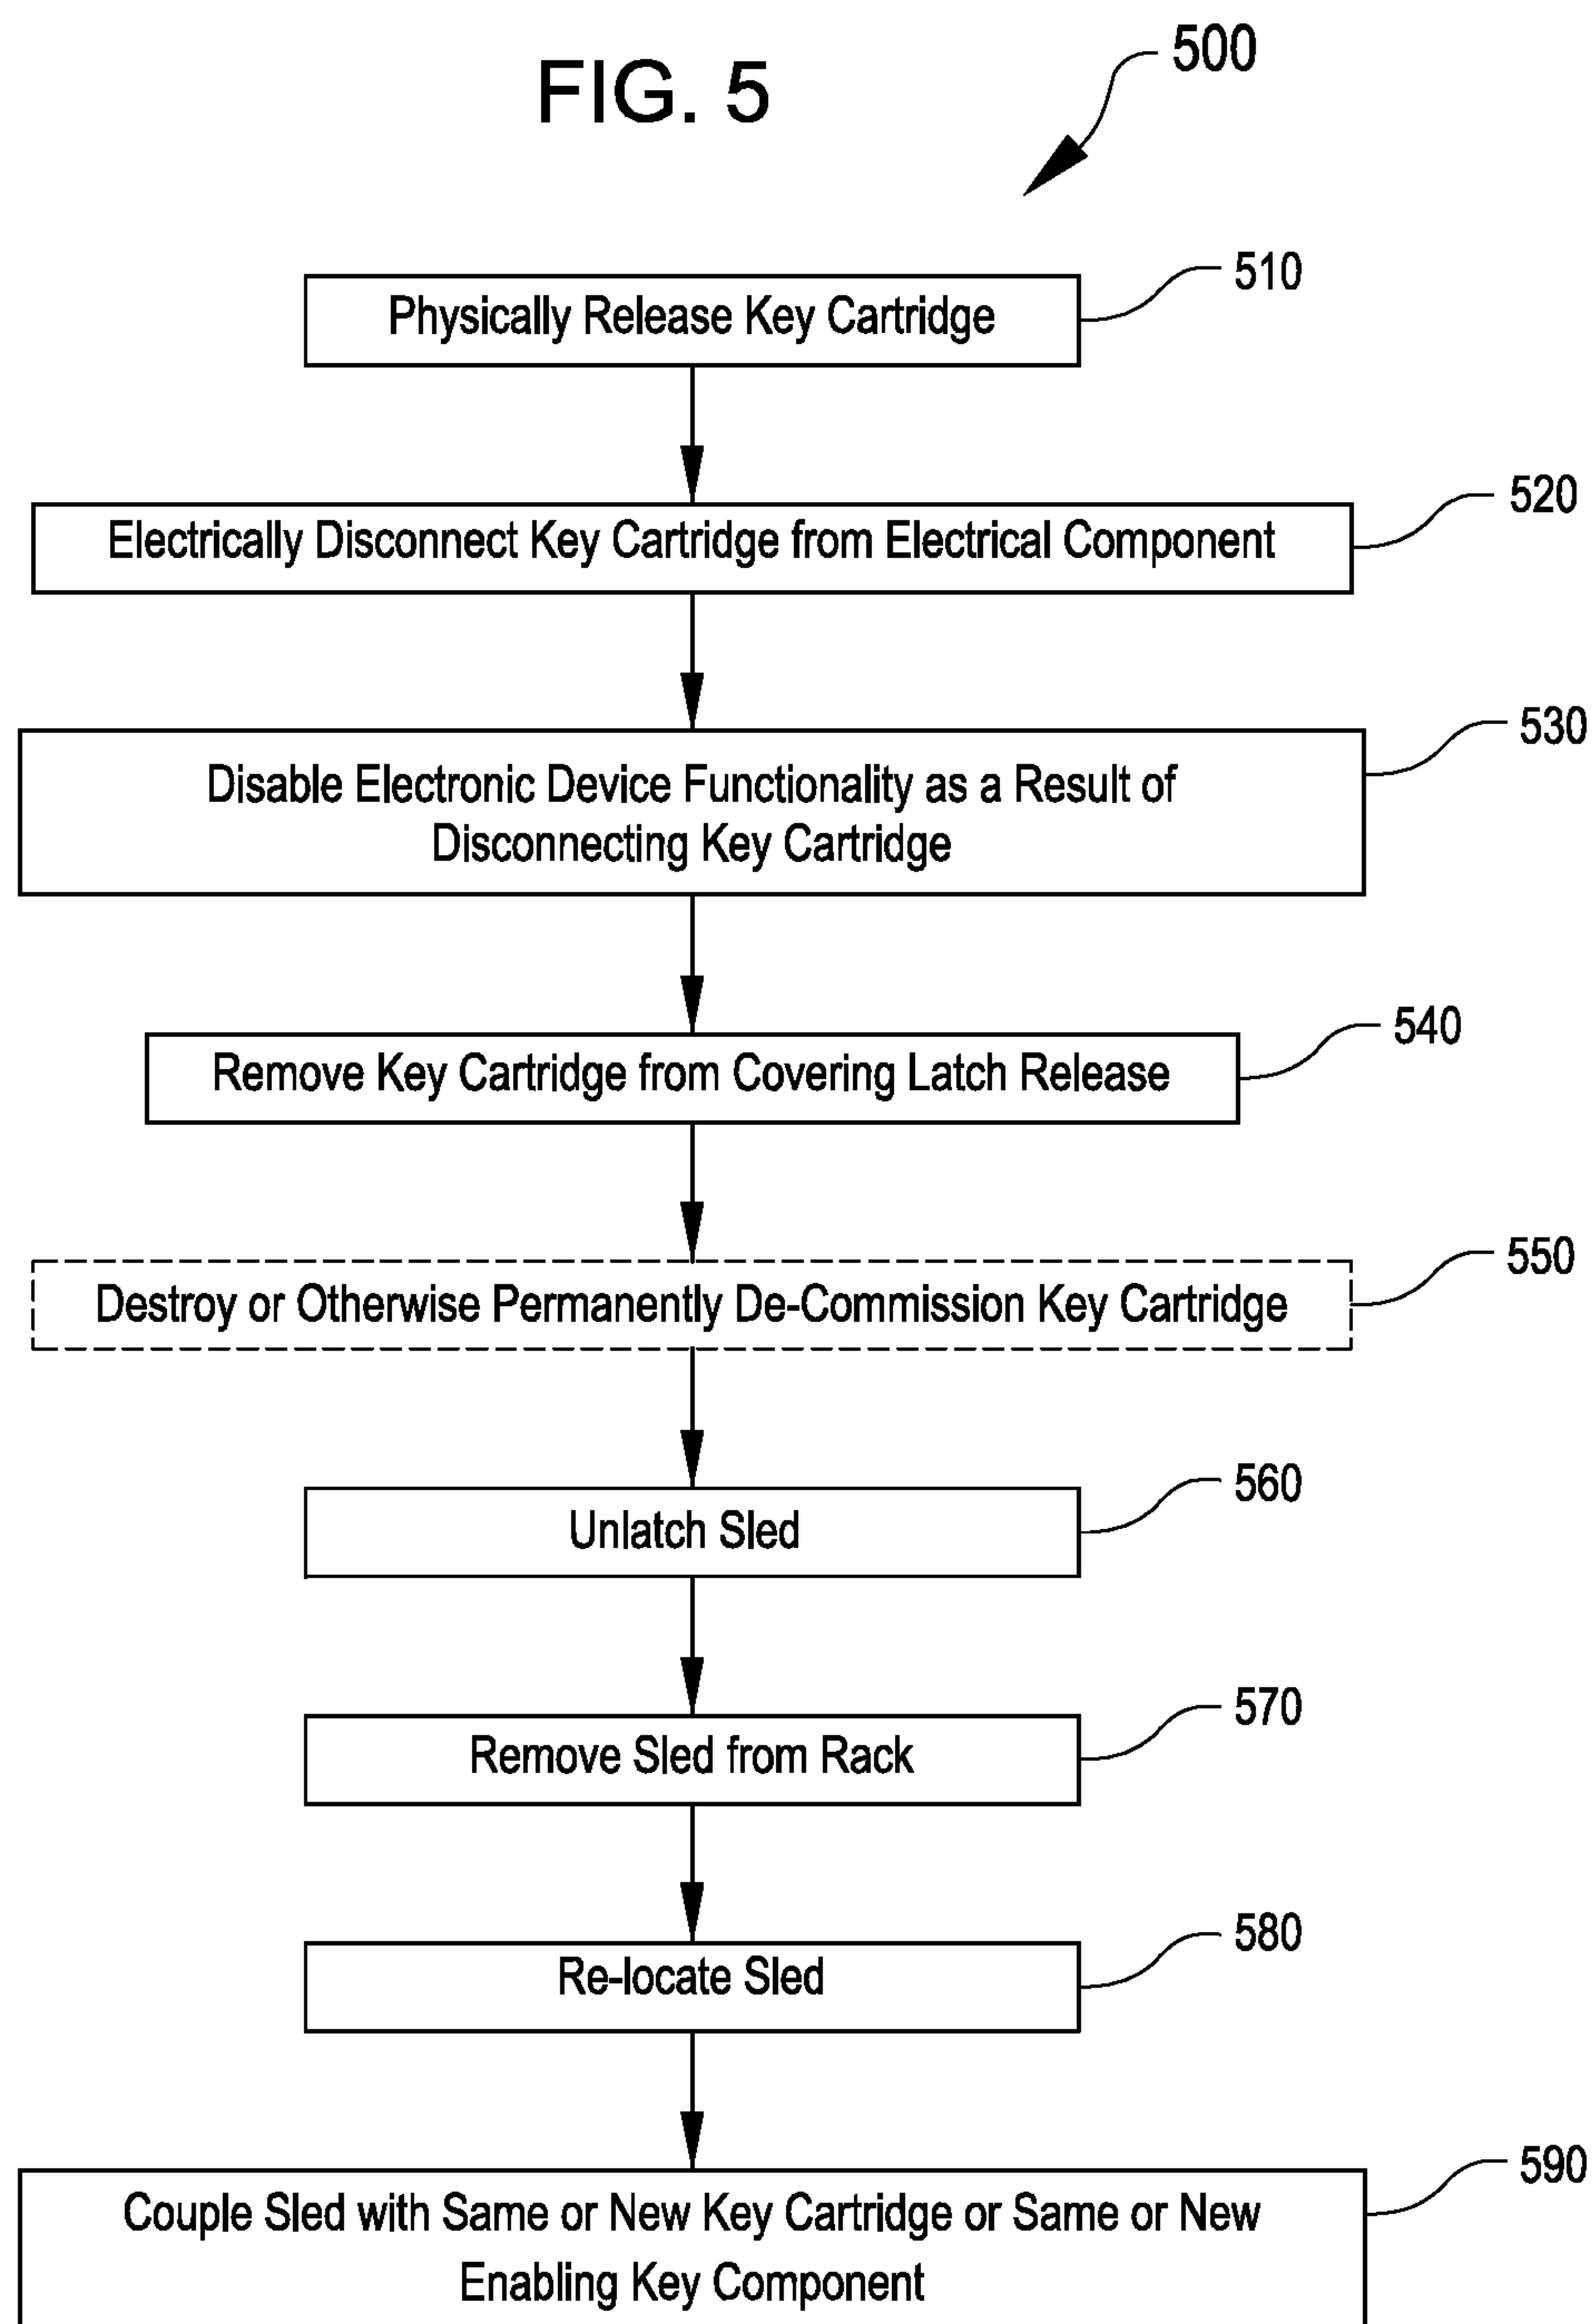 FIG. 5
500
Physically Release Key Cartridge
510
Electrically Disconnect Key Cartridge from Electrical Component
520
Disable Electronic Device Functionality as a Result of
Disconnecting Key Cartridge
530
Remove Key Cartridge from Covering Latch Release
540
Destroy or Otherwise Permanently De-Commission Key Cartridge
550
Unlatch Sled
560
Remove Sled from Rack
570
Re-locate Sled
580
Couple Sled with Same or New Key Cartridge or Same or New
Enabling Key Component
590